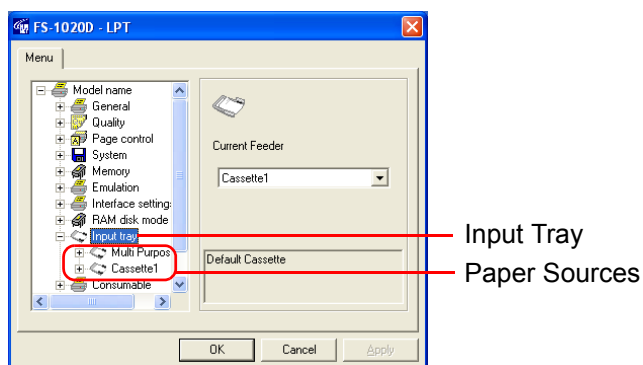 FS-1020D - LPT
Menu
Model name
General
Quality
Page control
System
Memory
Emulation
Interface setting:
RAM disk mode
Input tray
Multi Purpos
Cassette1
Consumable
Current Feeder
Cassette1
Default Cassette
OK Cancel Apply
Input Tray
Paper Sources